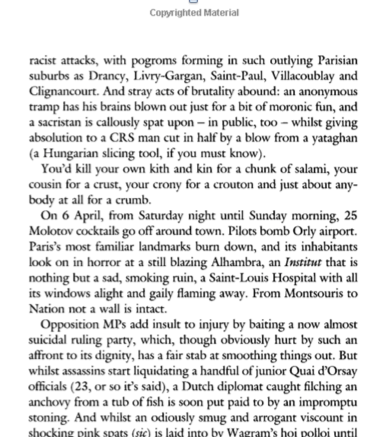 Copyrighted Material
racist attacks, with pogroms forming in such outlying Parisian
suburbs as Drancy, Livry-Gargan, Saint-Paul, Villacoublay and
Clignancourt. And stray acts of brutality abound: an anonymous
tramp has his brains blown out just for a bit of moronic fun, and
a sacristan is callously spat upon – in public, too – whilst giving
absolution to a CRS man cut in half by a blow from a yataghan
(a Hungarian slicing tool, if you must know).
You'd kill your own kith and kin for a chunk of salami, your
cousin for a crust, your crony for a crouton and just about any-
body at all for a crumb.
On 6 April, from Saturday night until Sunday morning, 25
Molotov cocktails go off around town. Pilots bomb Orly airport.
Paris's most familiar landmarks burn down, and its inhabitants
look on in horror at a still blazing Alhambra, an Institut that is
nothing but a sad, smoking ruin, a Saint-Louis Hospital with all
its windows alight and gaily flaming away. From Montsouris to
Nation not a wall is intact.
Opposition MPs add insult to injury by baiting a now almost
suicidal ruling party, which, though obviously hurt by such an
affront to its dignity, has a fair stab at smoothing things out. But
whilst assassins start liquidating a handful of junior Quai d'Orsay
officials (23, or so it's said), a Dutch diplomat caught filching an
anchovy from a tub of fish is soon put paid to by an impromptu
stoning. And whilst an odiously smug and arrogant viscount in
shocking pink spats (sic) is laid into by Wagram's hoi polloi until